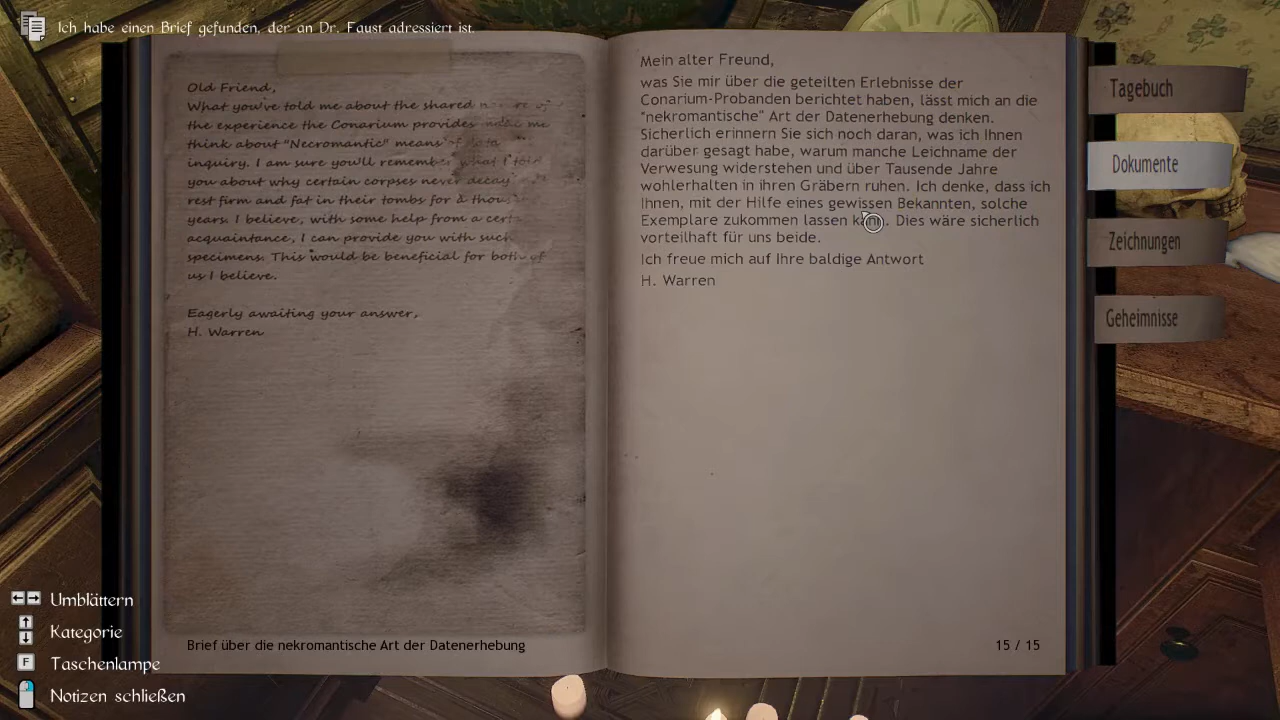 Ich habe einen Brief gefunden, der an Dr. Faust adressiert ist.
Old Friend,
What you've told me about the shared
the experience the Conarium provides make me
think about "Necromantic" means of data
inquiry. I am sure you'll remember what I told
you about why certain corpses never decay
rest firm and fat in their tombs for a
years. I believe, with some help from a
acquaintance, I can provide you with such
specimens. This would be beneficial for both of
us I believe.
Eagerly awaiting your answer,
H. Warren
Brief über die nekromantische Art der Datenerhebung
Mein alter Freund,
was Sie mir über die geteilten Erlebnisse der
Conarium-Probanden berichtet haben, lässt mich an die
"nekromantische" Art der Datenerhebung denken.
Sicherlich erinnern Sie sich noch daran, was ich Ihnen
darüber gesagt habe, warum manche Leichname der
Verwesung widerstehen und über Tausende Jahre
wohlerhalten in ihren Gräbern ruhen. Ich denke, dass ich
Ihnen, mit der Hilfe eines gewissen Bekannten, solche
Exemplare zukommen lassen kann. Dies wäre sicherlich
vorteilhaft für uns beide.
Ich freue mich auf Ihre baldige Antwort
H. Warren
15 / 15
Tagebuch
Dokumente
Zeichnungen
Geheimnisse
Umblättern
Kategorie
F Taschenlampe
Notizen schließen